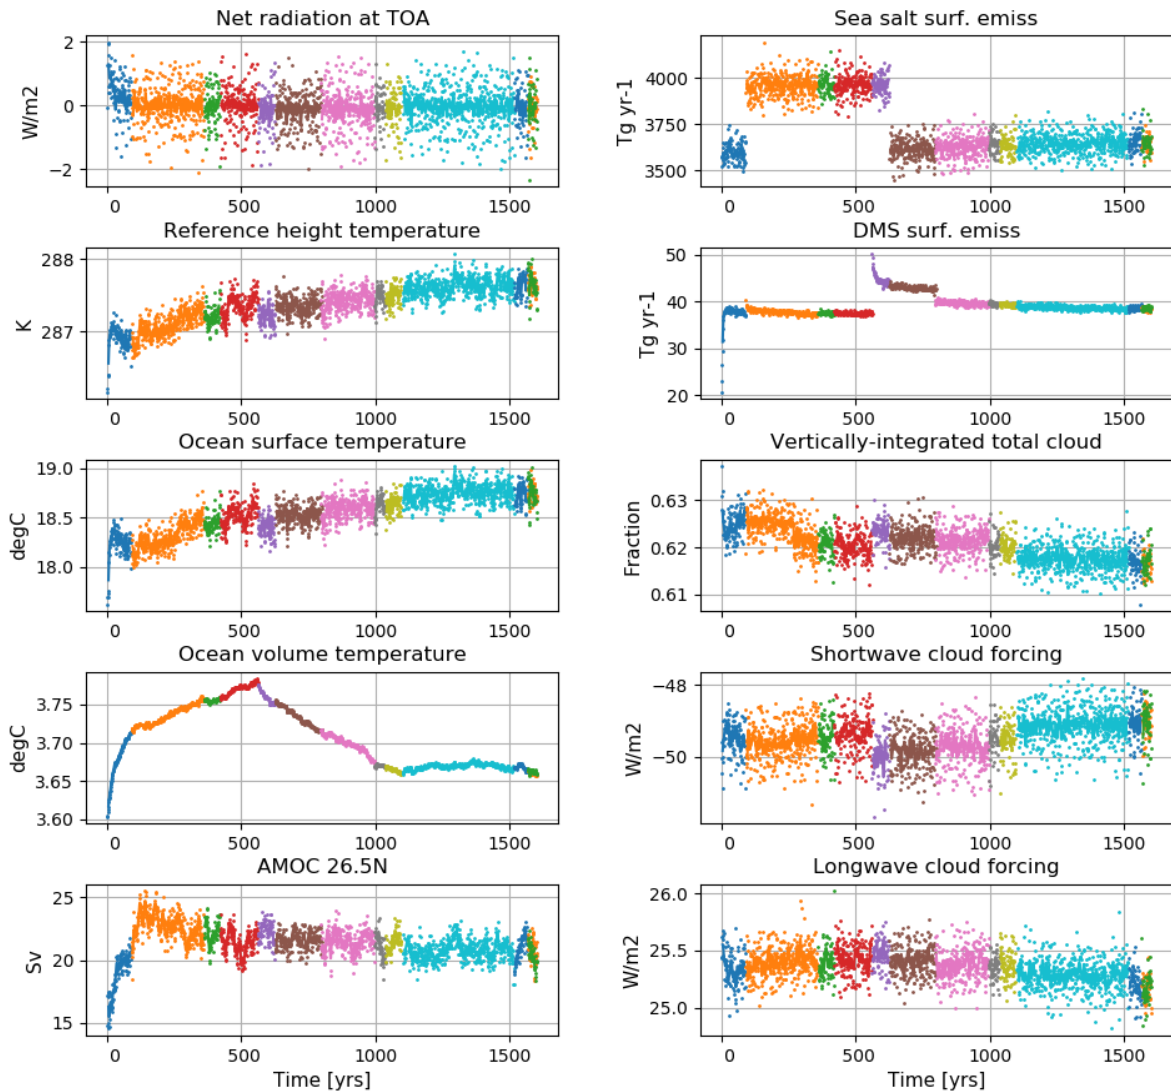 Net radiation at TOA
W/m2
2
0
−2
0 500 1000 1500
Sea salt surf. emiss
Tg yr-1
4000
3750
3500
0 500 1000 1500
Reference height temperature
K
288
287
0 500 1000 1500
DMS surf. emiss
Tg yr-1
50
40
30
20
0 500 1000 1500
Ocean surface temperature
degC
19.0
18.5
18.0
0 500 1000 1500
Vertically-integrated total cloud
Fraction
0.63
0.62
0.61
0 500 1000 1500
Ocean volume temperature
degC
3.75
3.70
3.65
3.60
0 500 1000 1500
Shortwave cloud forcing
W/m2
−48
−50
0 500 1000 1500
AMOC 26.5N
Sv
25
20
15
0 500 1000 1500
Time [yrs]
Longwave cloud forcing
W/m2
26.0
25.5
25.0
0 500 1000 1500
Time [yrs]